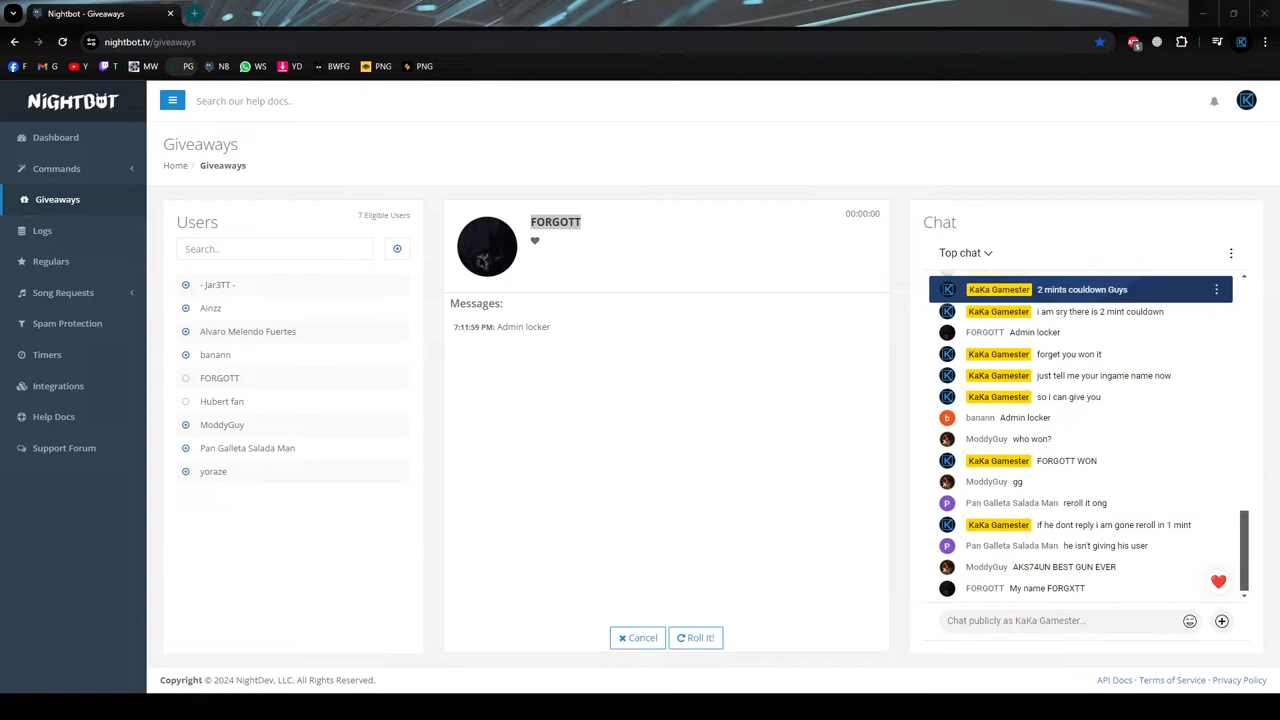 Nightbot - Giveaways
nightbot.tv/giveaways
F
G
Y
T
MW
PG
NB
WS
YD
BWFG
PNG
PNG
NiGHTBOT
Search our help docs..
Dashboard
Commands
Giveaways
Logs
Regulars
Song Requests
Spam Protection
Timers
Integrations
Help Docs
Support Forum
Giveaways
Home / Giveaways
Users
7 Eligible Users
Search..
- Jar3TT -
Ainzz
Alvaro Melendo Fuertes
banann
FORGOTT
Hubert fan
ModdyGuy
Pan Galleta Salada Man
yoraze
FORGOTT
00:00:00
Messages:
7:11:59 PM: Admin locker
Cancel
Roll It!
Chat
Top chat
KaKa Gamester 2 mints couldown Guys
KaKa Gamester i am sry there is 2 mint couldown
FORGOTT Admin locker
KaKa Gamester forget you won it
KaKa Gamester just tell me your ingame name now
KaKa Gamester so i can give you
b banann Admin locker
ModdyGuy who won?
KaKa Gamester FORGOTT WON
ModdyGuy gg
P Pan Galleta Salada Man reroll it ong
KaKa Gamester if he dont reply i am gone reroll in 1 mint
P Pan Galleta Salada Man he isn't giving his user
ModdyGuy AKS74UN BEST GUN EVER
FORGOTT My name FORGXTT
Chat publicly as KaKa Gamester...
Copyright © 2024 NightDev, LLC. All Rights Reserved.
API Docs · Terms of Service · Privacy Policy